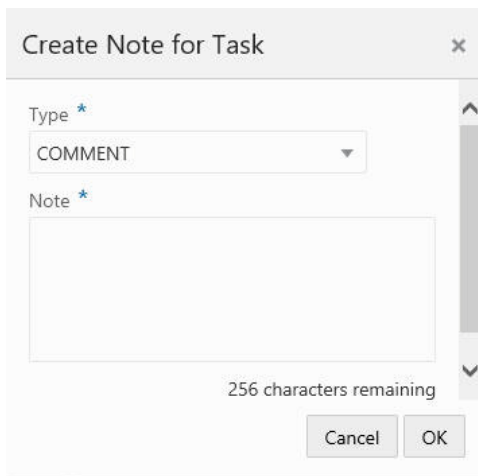 Create Note for Task ×
Type *
COMMENT
Note *
256 characters remaining
Cancel OK